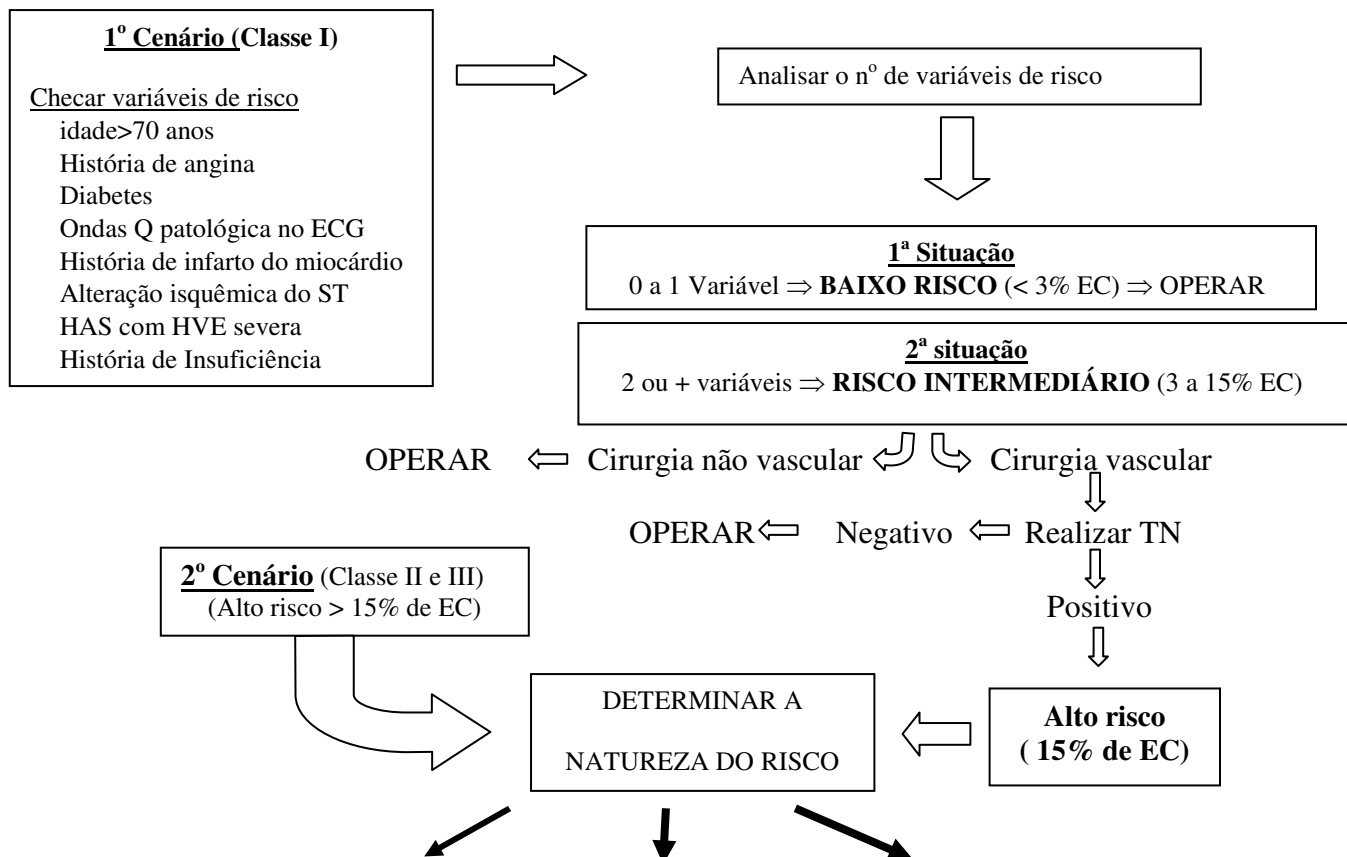 1º Cenário (Classe I)
Checar variáveis de risco
idade>70 anos
História de angina
Diabetes
Ondas Q patológica no ECG
História de infarto do miocárdio
Alteração isquêmica do ST
HAS com HVE severa
História de Insuficiência
Analisar o nº de variáveis de risco
1ª Situação
0 a 1 Variável ⇒ BAIXO RISCO (< 3% EC) ⇒ OPERAR
2ª situação
2 ou + variáveis ⇒ RISCO INTERMEDIÁRIO (3 a 15% EC)
OPERAR Cirurgia não vascular Cirurgia vascular
OPERAR Negativo Realizar TN
Positivo
2º Cenário (Classe II e III)
(Alto risco > 15% de EC)
DETERMINAR A
NATUREZA DO RISCO
Alto risco
( 15% de EC)